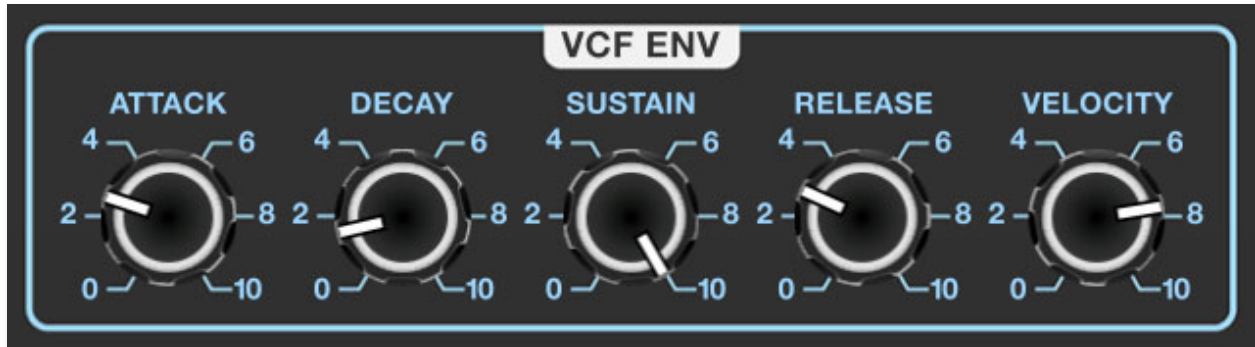 VCF ENV
ATTACK DECAY SUSTAIN RELEASE VELOCITY
4 6 4 6 4 6 4 6 4 6
2 8 2 8 2 8 2 8 2 8
0 10 0 10 0 10 0 10 0 10